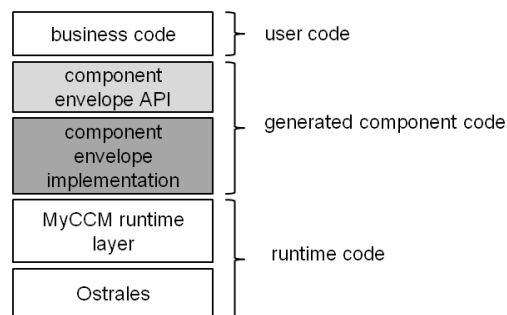 business code
user code
component
envelope API
generated component code
component
envelope
implementation
MyCCM runtime
layer
runtime code
Ostrales